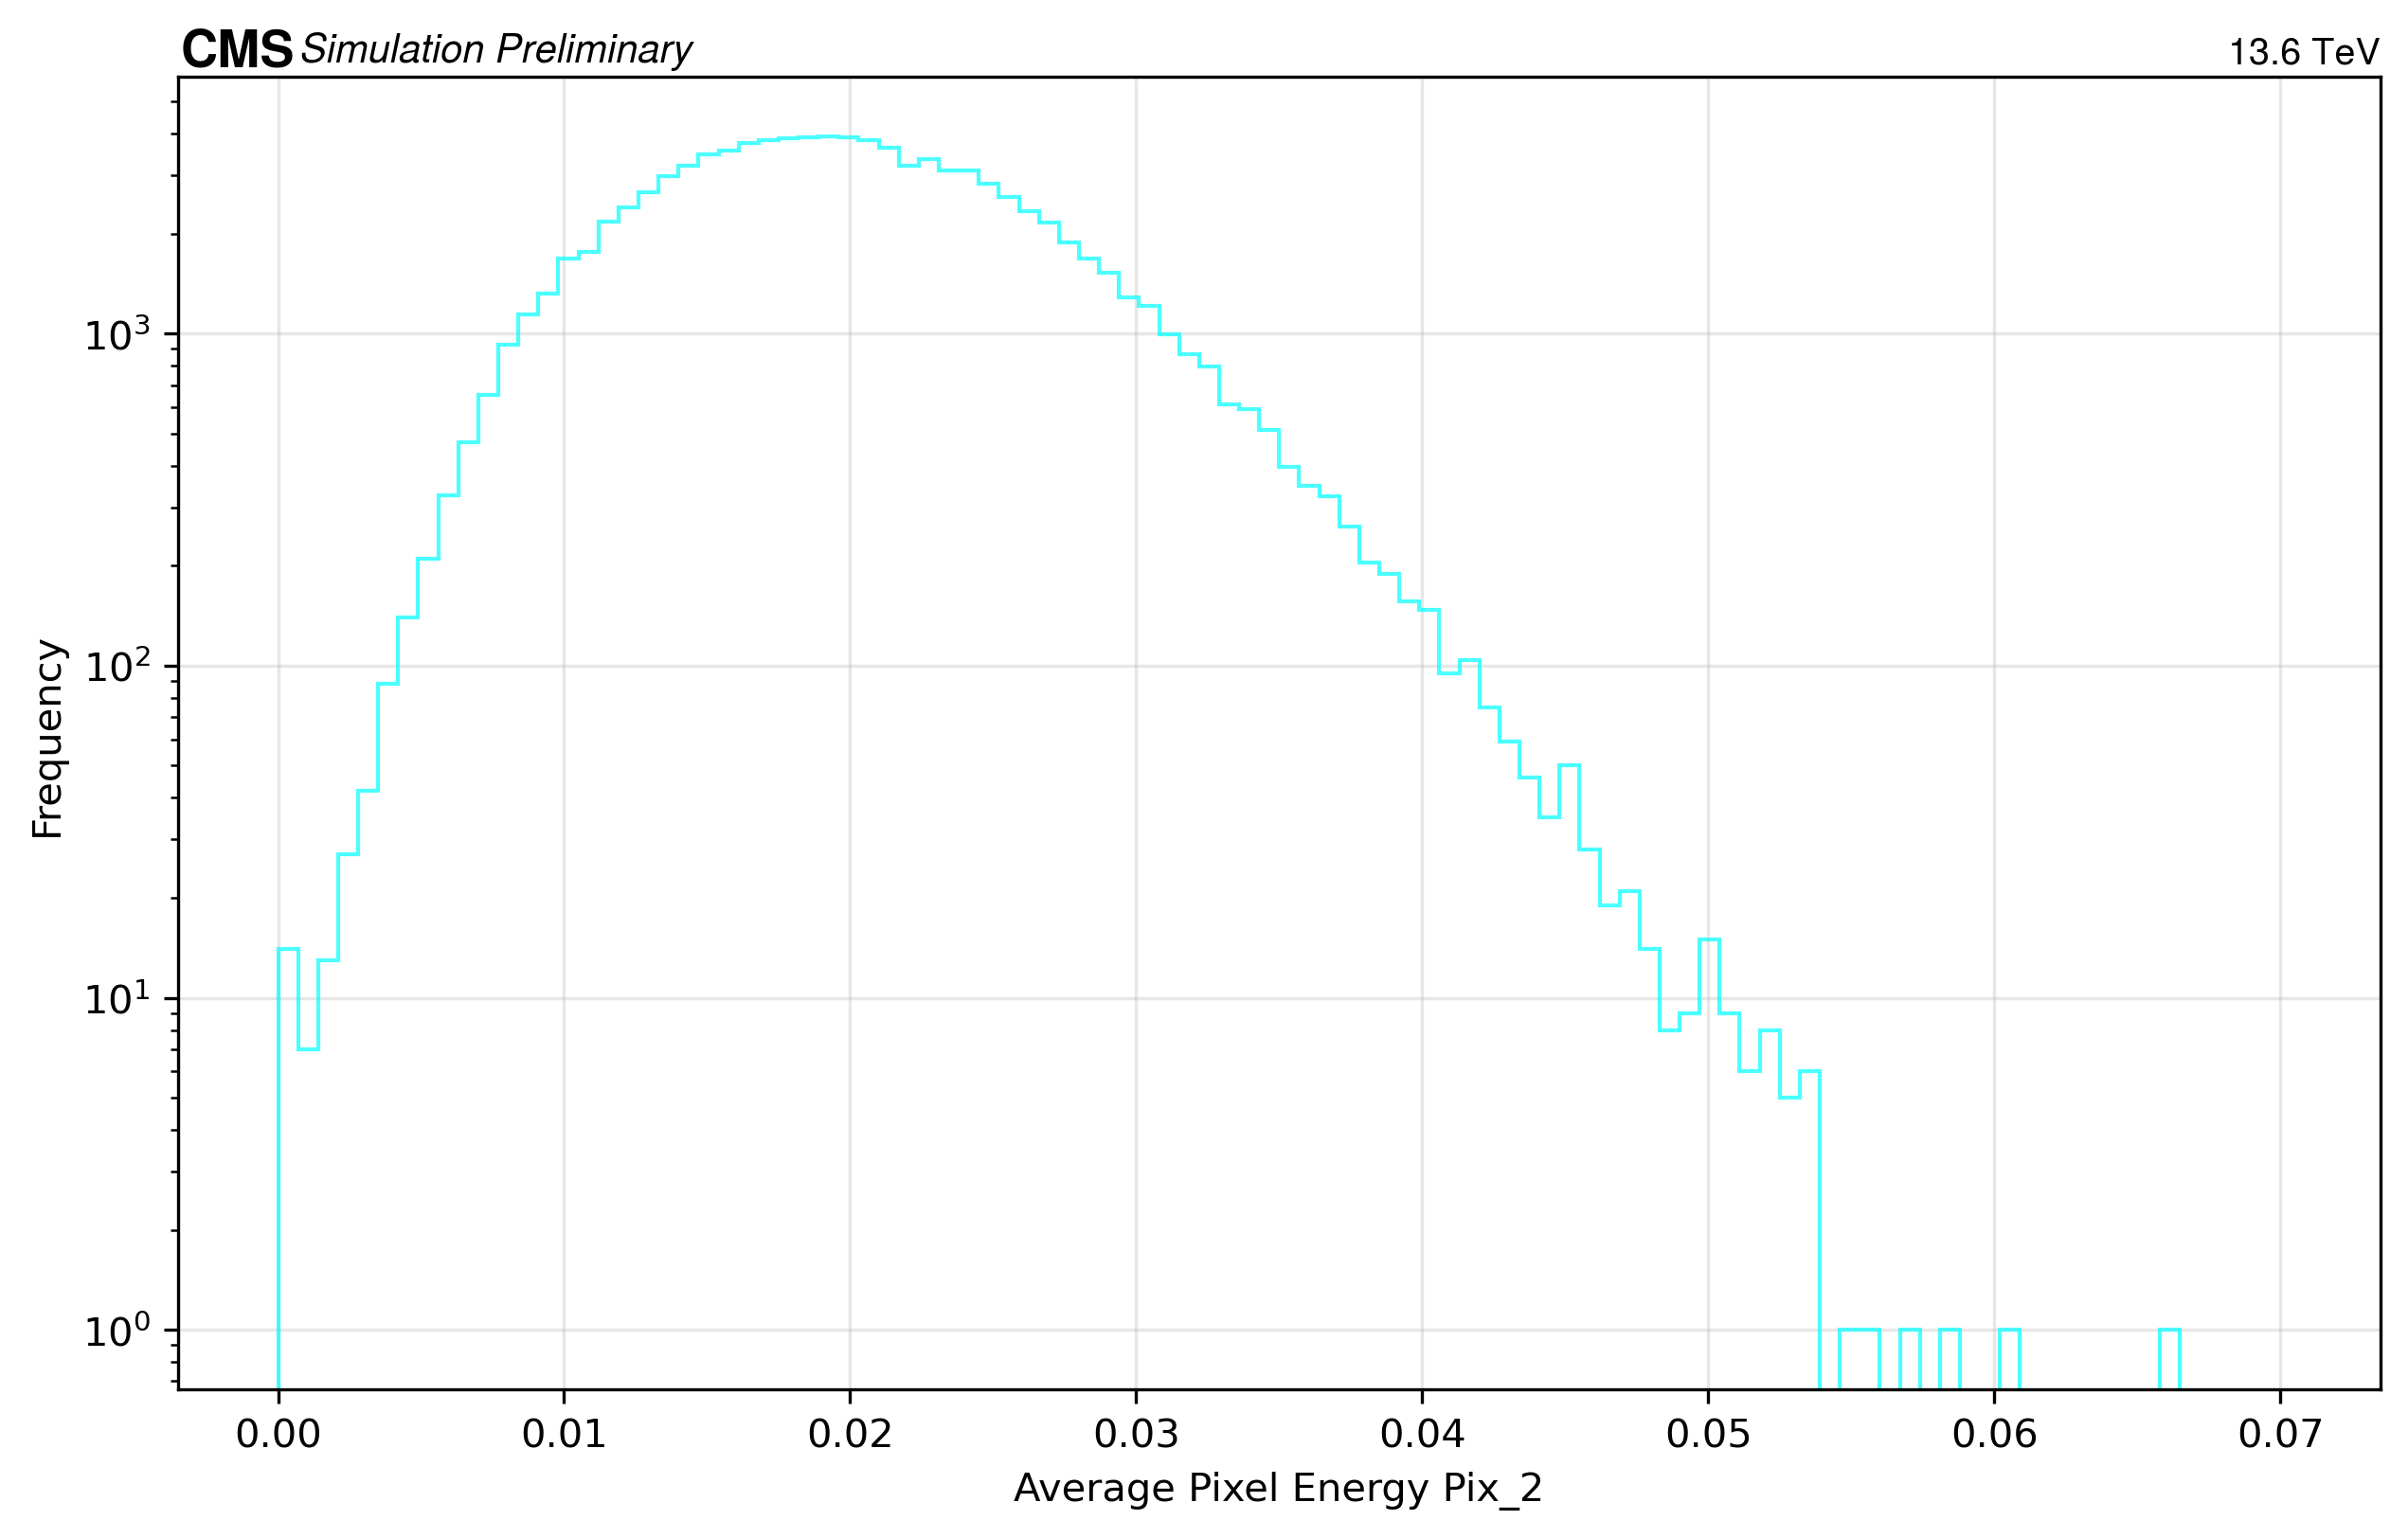 CMS Simulation Preliminary 13.6 TeV
Frequency
10³
10²
10¹
10⁰
0.00 0.01 0.02 0.03 0.04 0.05 0.06 0.07
Average Pixel Energy Pix_2